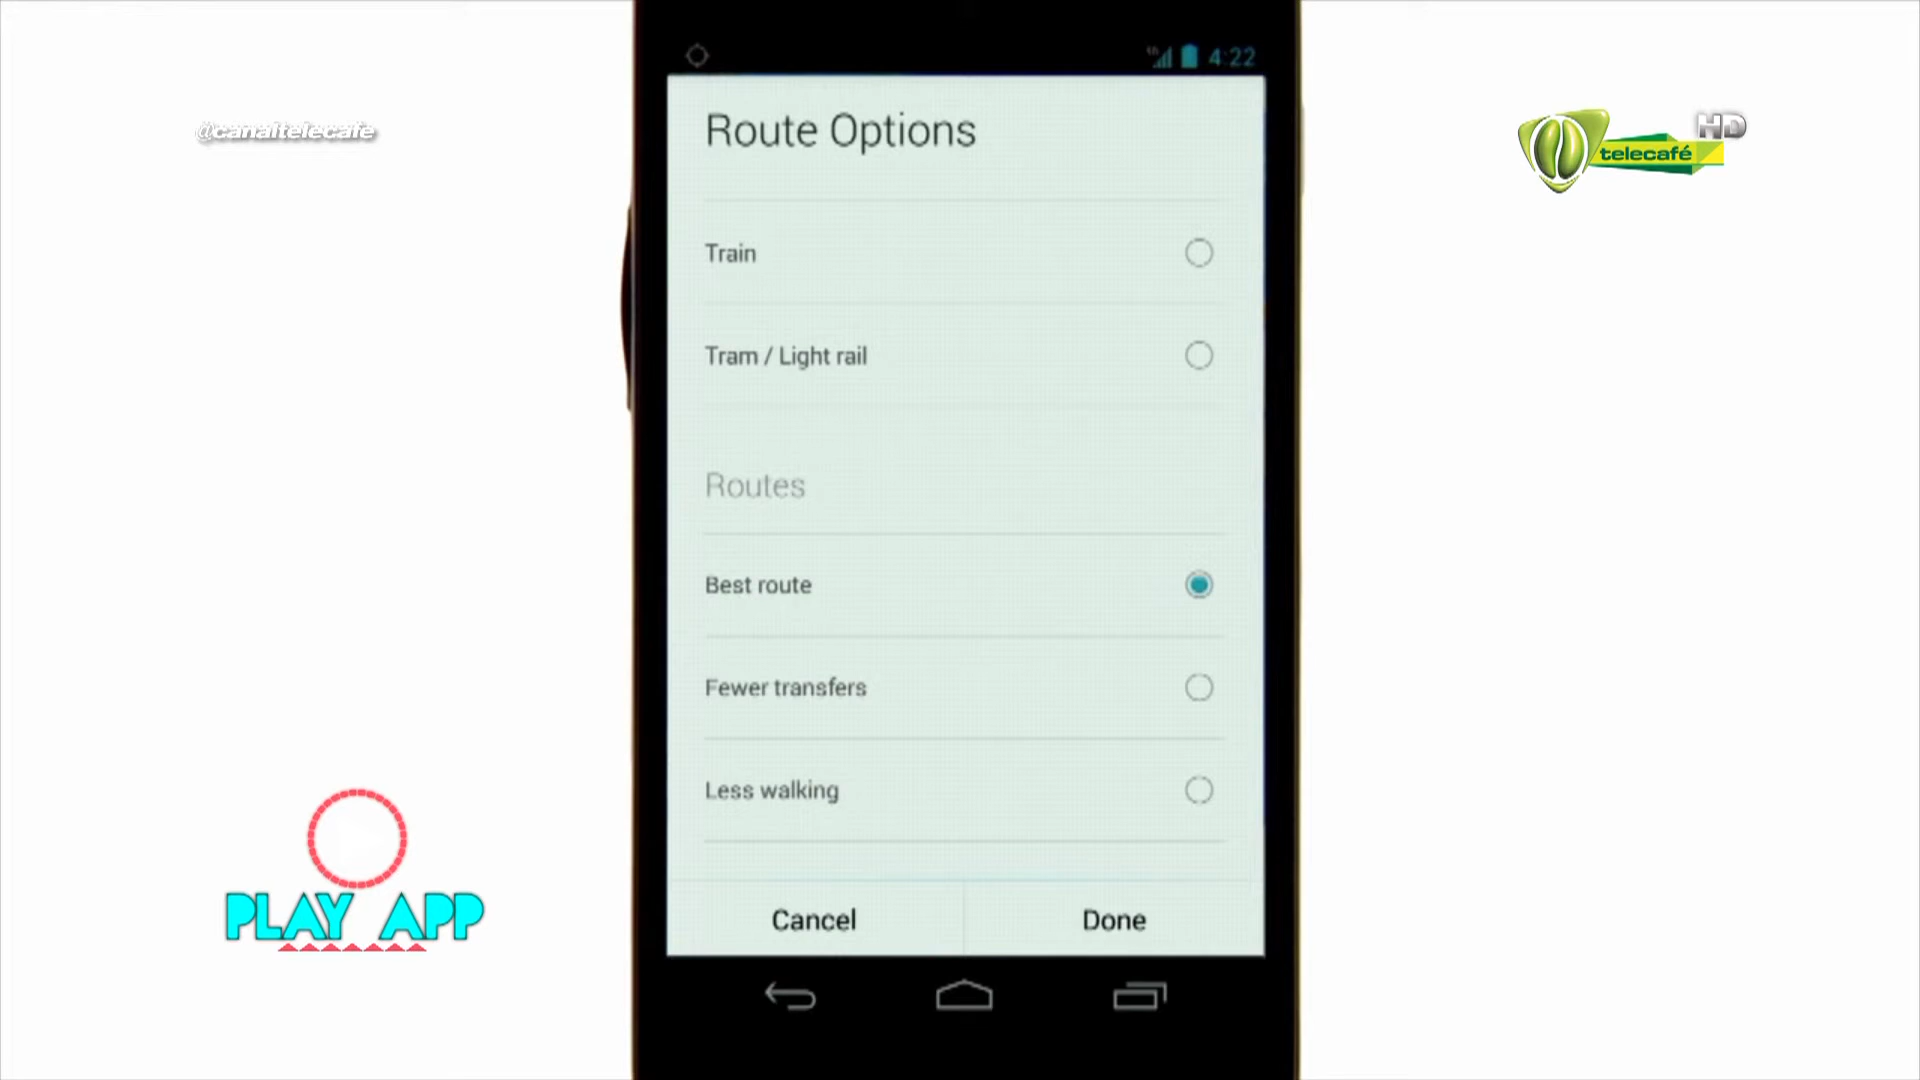 4:22
@canaltelecafe
HD
telecafé
Route Options
Train
Tram / Light rail
Routes
Best route
Fewer transfers
Less walking
Cancel
Done
PLAY APP